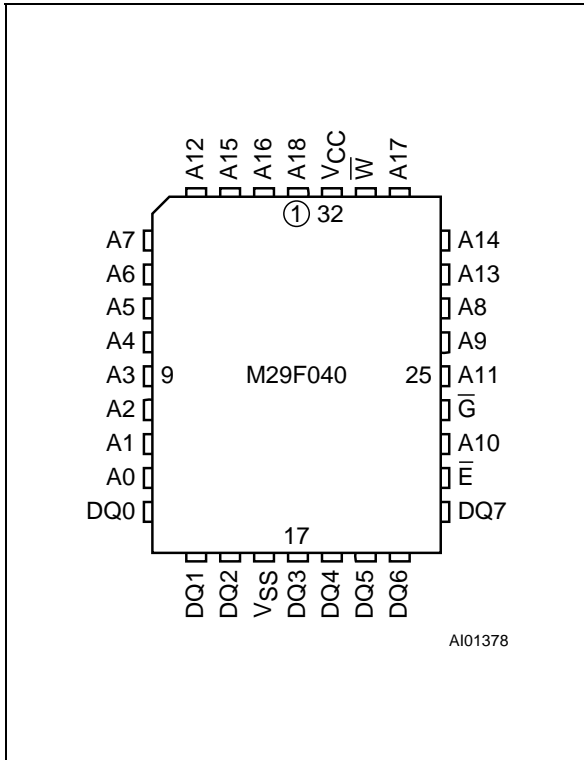 A12 A15 A16 A18 VCC W̅ A17
① 32
A7 A14
A6 A13
A5 A8
A4 A9
A3 9 M29F040 25 A11
A2 G̅
A1 A10
A0 E̅
DQ0 DQ7
17
DQ1 DQ2 VSS DQ3 DQ4 DQ5 DQ6
AI01378